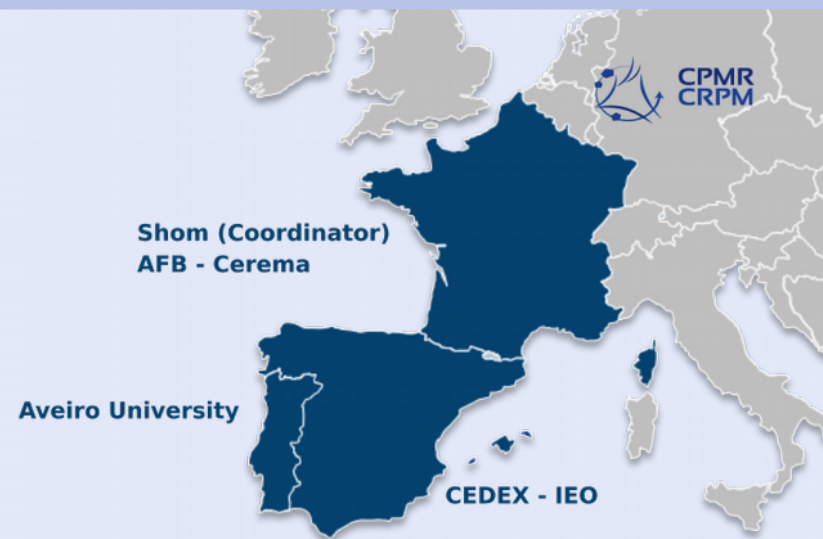 CPMR
CRPM
Shom (Coordinator)
AFB - Cerema
Aveiro University
CEDEX - IEO